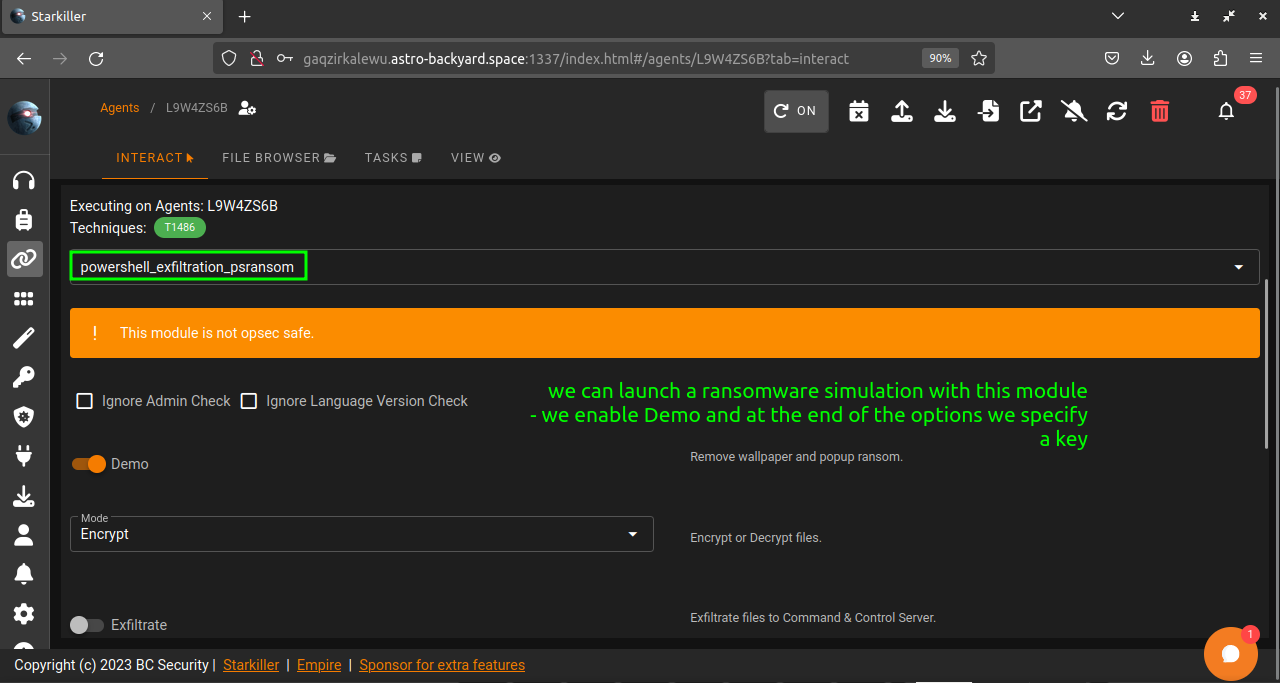 Starkiller
gaqzirkalewu.astro-backyard.space:1337/index.html#/agents/L9W4ZS6B?tab=interact
90%
Agents / L9W4ZS6B
ON
37
INTERACT
FILE BROWSER
TASKS
VIEW
Executing on Agents: L9W4ZS6B
Techniques: T1486
powershell_exfiltration_psransom
! This module is not opsec safe.
we can launch a ransomware simulation with this module
- we enable Demo and at the end of the options we specify
a key
Ignore Admin Check
Ignore Language Version Check
Demo
Remove wallpaper and popup ransom.
Mode
Encrypt
Encrypt or Decrypt files.
Exfiltrate
Exfiltrate files to Command & Control Server.
1
Copyright (c) 2023 BC Security | Starkiller | Empire | Sponsor for extra features